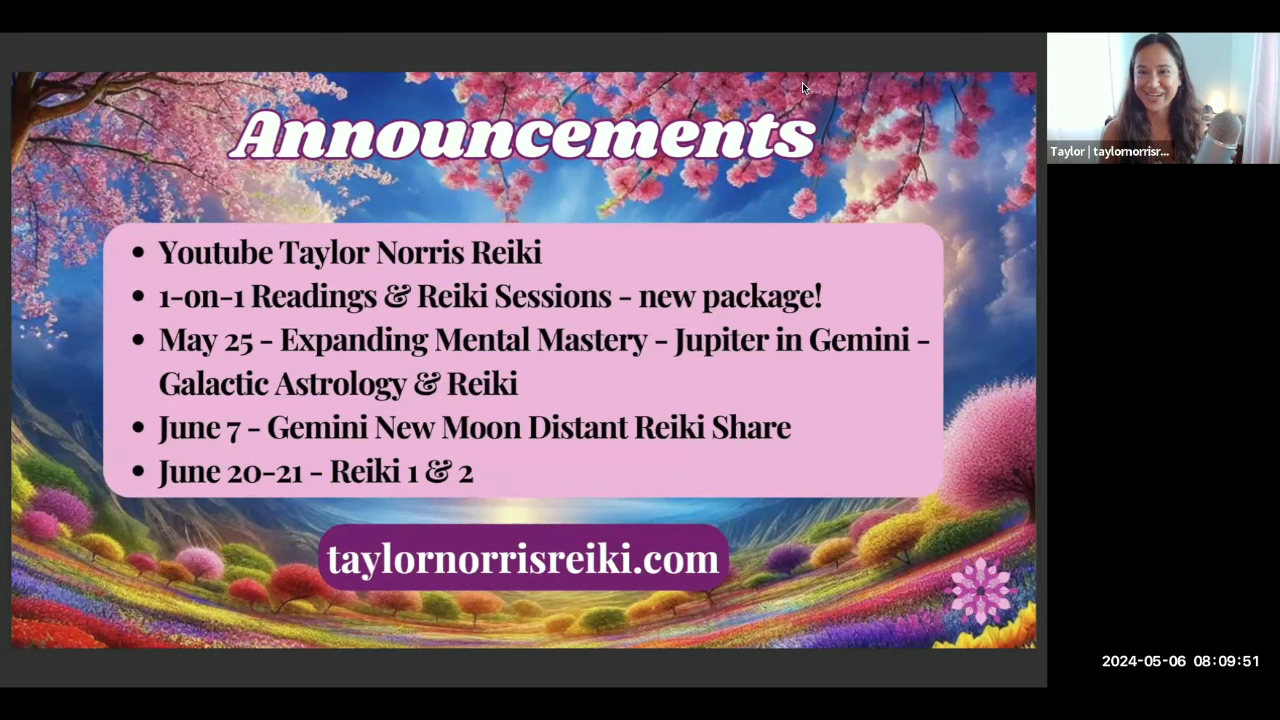 Announcements
• Youtube Taylor Norris Reiki
• 1-on-1 Readings & Reiki Sessions - new package!
• May 25 - Expanding Mental Mastery - Jupiter in Gemini -
Galactic Astrology & Reiki
• June 7 - Gemini New Moon Distant Reiki Share
• June 20-21 - Reiki 1 & 2
taylornorrisreiki.com
Taylor | taylornorrisr...
2024-05-06 08:09:51